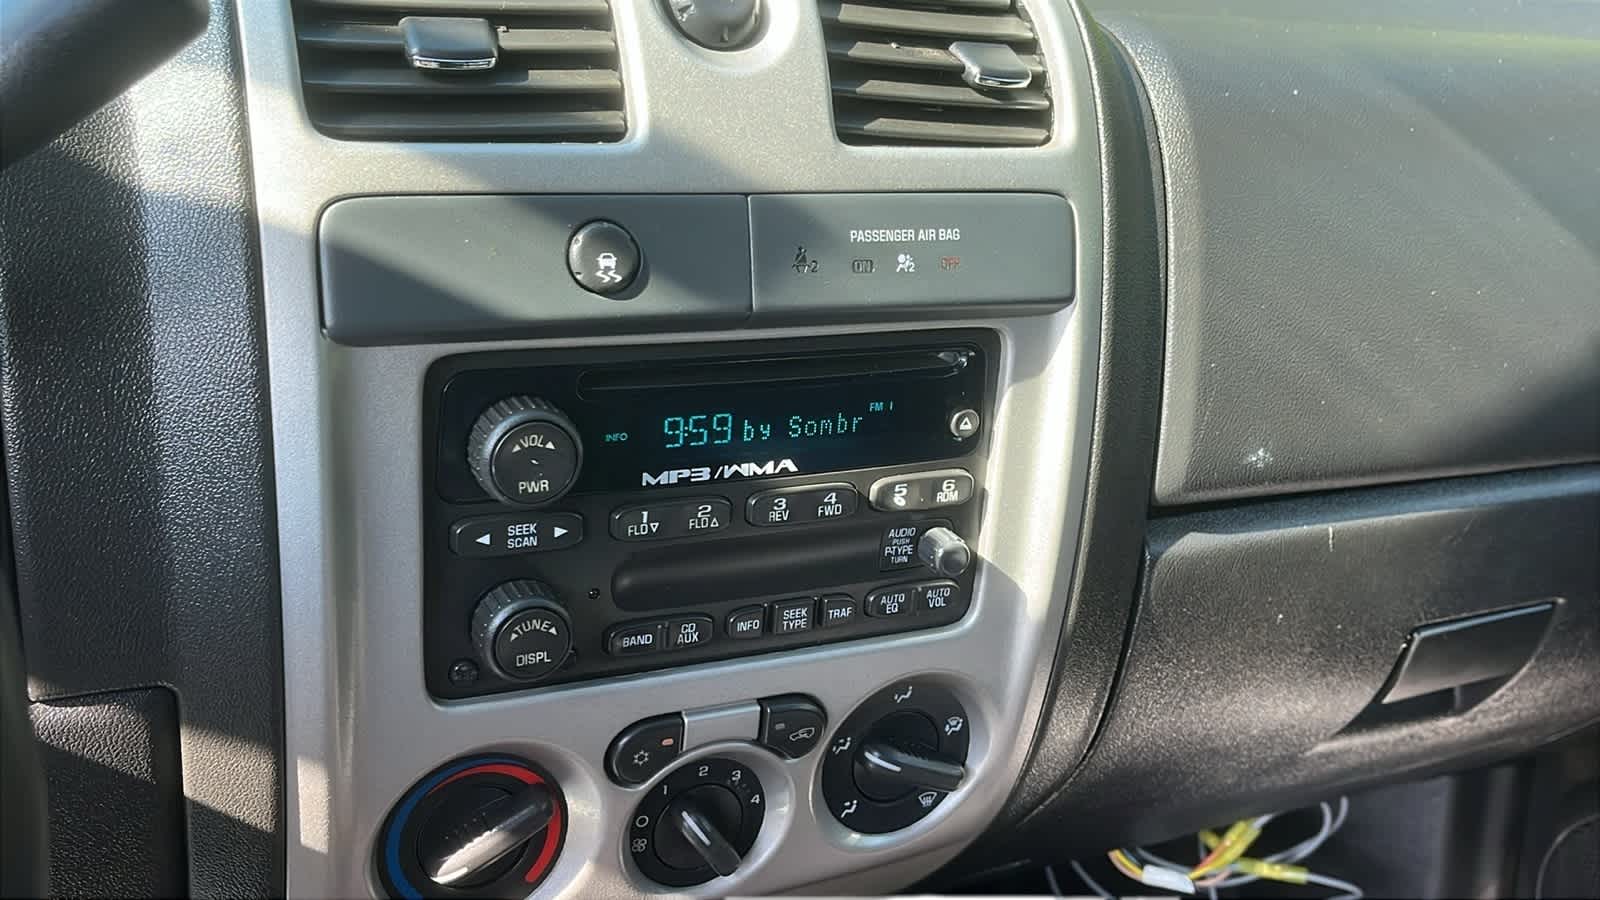 PASSENGER AIR BAG
2 ON 2 OFF
FM 1
INFO 9:59 by Sombr
MP3/WMA
VOL
PWR
1 2 3 4 5 6
FLD FLD REV FWD RDM
SEEK
SCAN
AUDIO
PUSH
P-TYPE
TURN
TUNE
DISPL
BAND CD AUX INFO SEEK TYPE TRAF AUTO EQ AUTO VOL
1 2 3 4